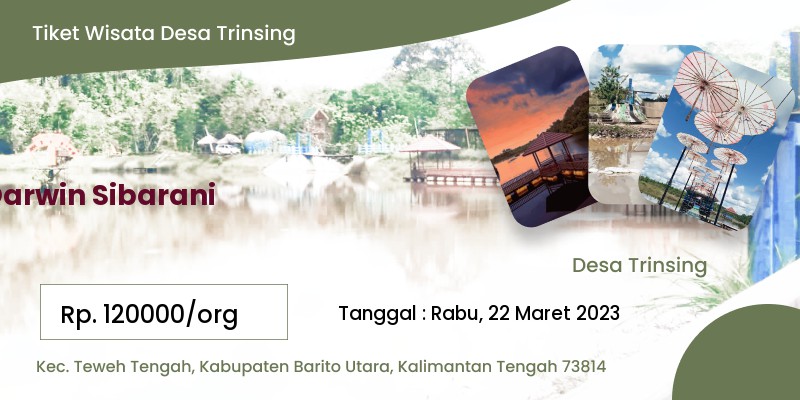 Tiket Wisata Desa Trinsing
Darwin Sibarani
Desa Trinsing
Rp. 120000/org
Tanggal : Rabu, 22 Maret 2023
Kec. Teweh Tengah, Kabupaten Barito Utara, Kalimantan Tengah 73814